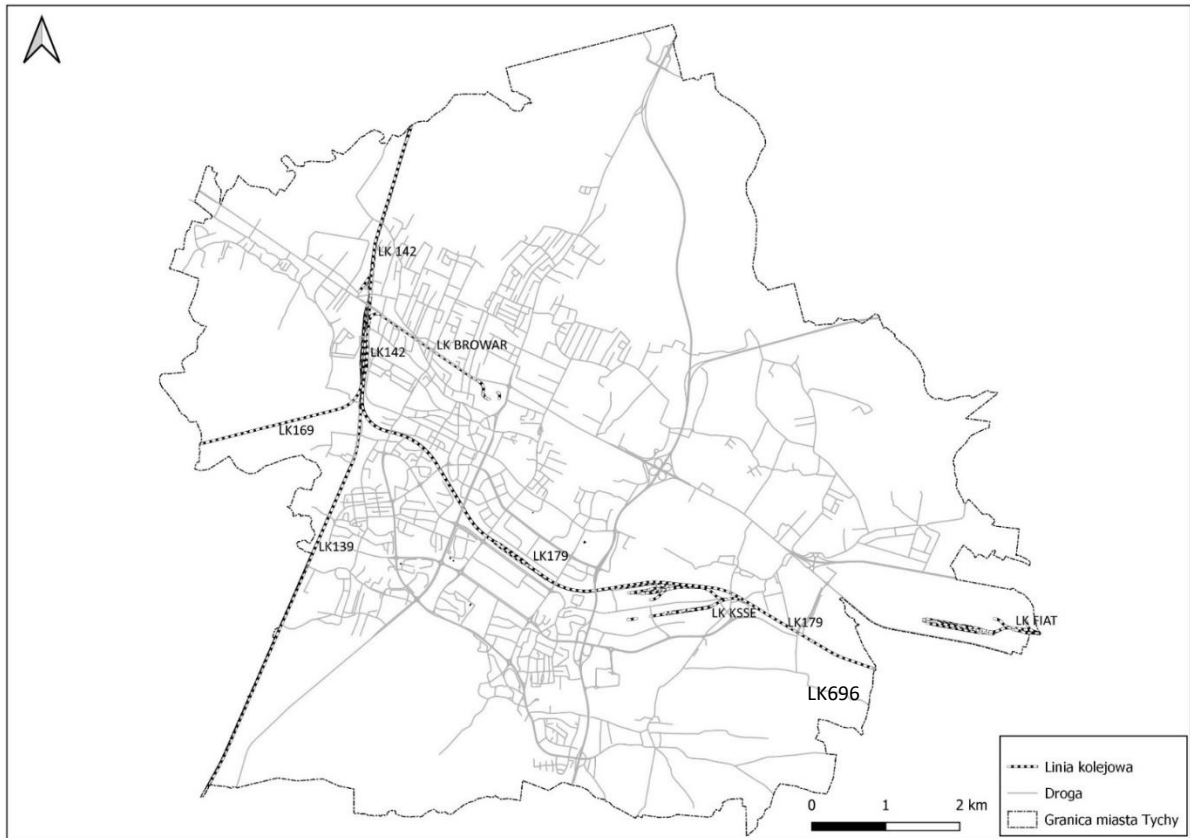 LK 142
LK BROWAR
LK142
LK169
LK139
LK179
LK KSSE
LK179
LK FIAT
LK696
Linia kolejowa
Droga
Granica miasta Tychy
0 1 2 km